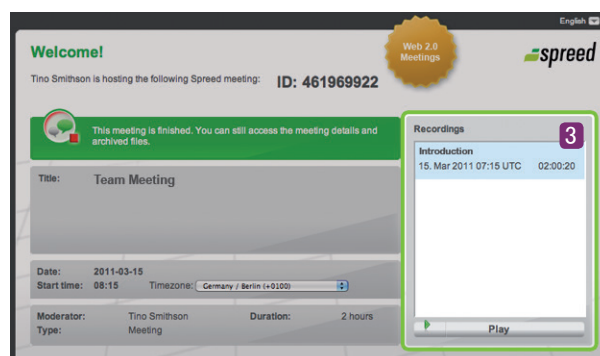 English
Welcome!
Web 2.0
Meetings
spreed
Tino Smithson is hosting the following Spreed meeting: ID: 461969922
This meeting is finished. You can still access the meeting details and
archived files.
Title: Team Meeting
Date: 2011-03-15
Start time: 08:15 Timezone: Germany / Berlin (+0100)
Moderator: Tino Smithson Duration: 2 hours
Type: Meeting
Recordings
3
Introduction
15. Mar 2011 07:15 UTC 02:00:20
Play